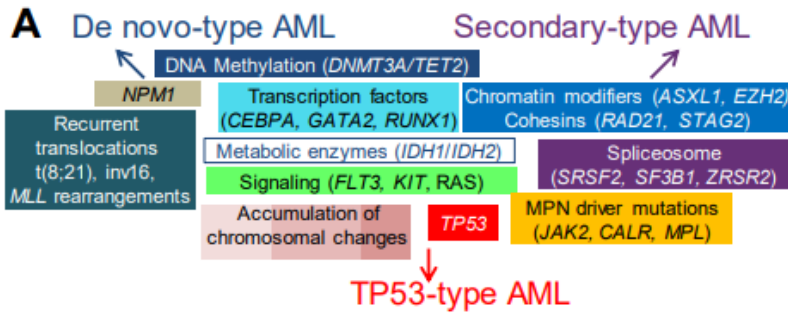 A
De novo-type AML
Secondary-type AML
DNA Methylation (DNMT3A/TET2)
NPM1
Transcription factors
(CEBPA, GATA2, RUNX1)
Chromatin modifiers (ASXL1, EZH2)
Cohesins (RAD21, STAG2)
Recurrent
translocations
t(8;21), inv16,
MLL rearrangements
Metabolic enzymes (IDH1/IDH2)
Signaling (FLT3, KIT, RAS)
Spliceosome
(SRSF2, SF3B1, ZRSR2)
Accumulation of
chromosomal changes
TP53
MPN driver mutations
(JAK2, CALR, MPL)
TP53-type AML